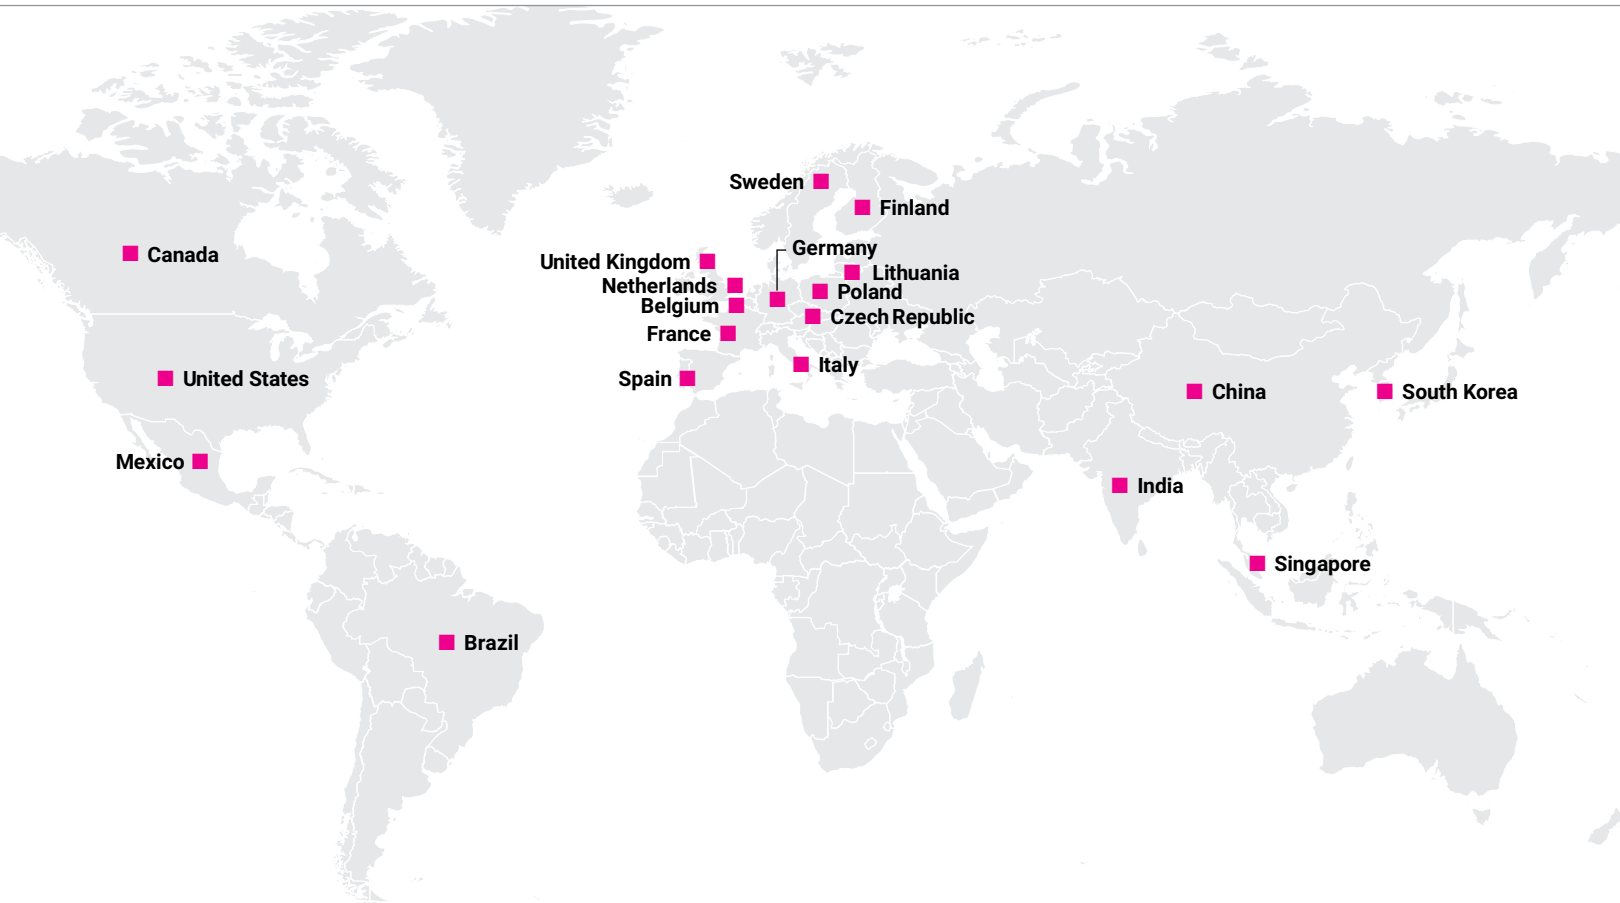 Sweden
Finland
Germany
Canada
United Kingdom
Lithuania
Netherlands
Poland
Belgium
Czech Republic
France
Italy
United States
Spain
China
South Korea
Mexico
India
Singapore
Brazil